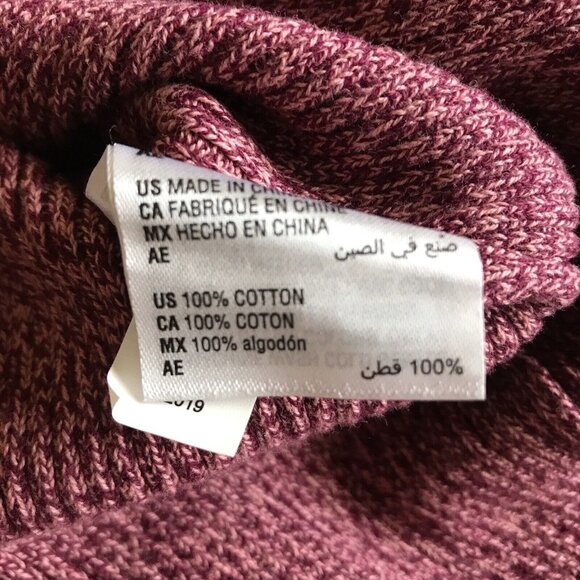 US MADE IN CHINA
CA FABRIQUÉ EN CHINE
MX HECHO EN CHINA
AE صنع في الصين
US 100% COTTON
CA 100% COTON
MX 100% algodón
AE 100% قطن
2019